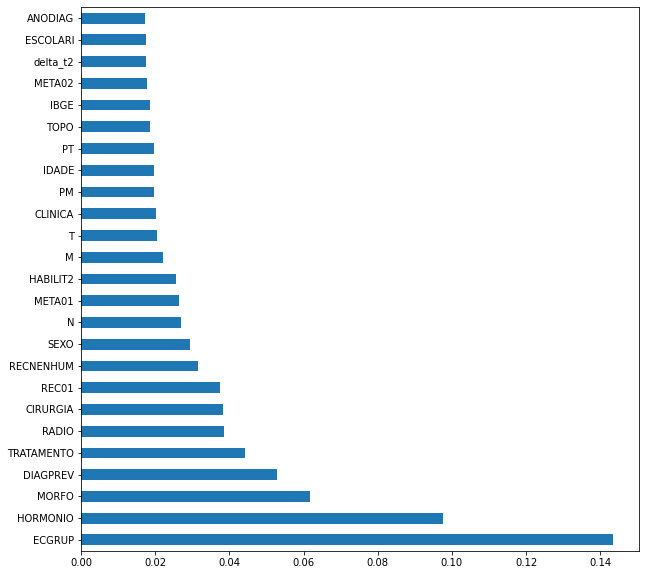 ANODIAG
ESCOLARI
delta_t2
META02
IBGE
TOPO
PT
IDADE
PM
CLINICA
T
M
HABILIT2
META01
N
SEXO
RECNENHUM
REC01
CIRURGIA
RADIO
TRATAMENTO
DIAGPREV
MORFO
HORMONIO
ECGRUP
0.00 0.02 0.04 0.06 0.08 0.10 0.12 0.14